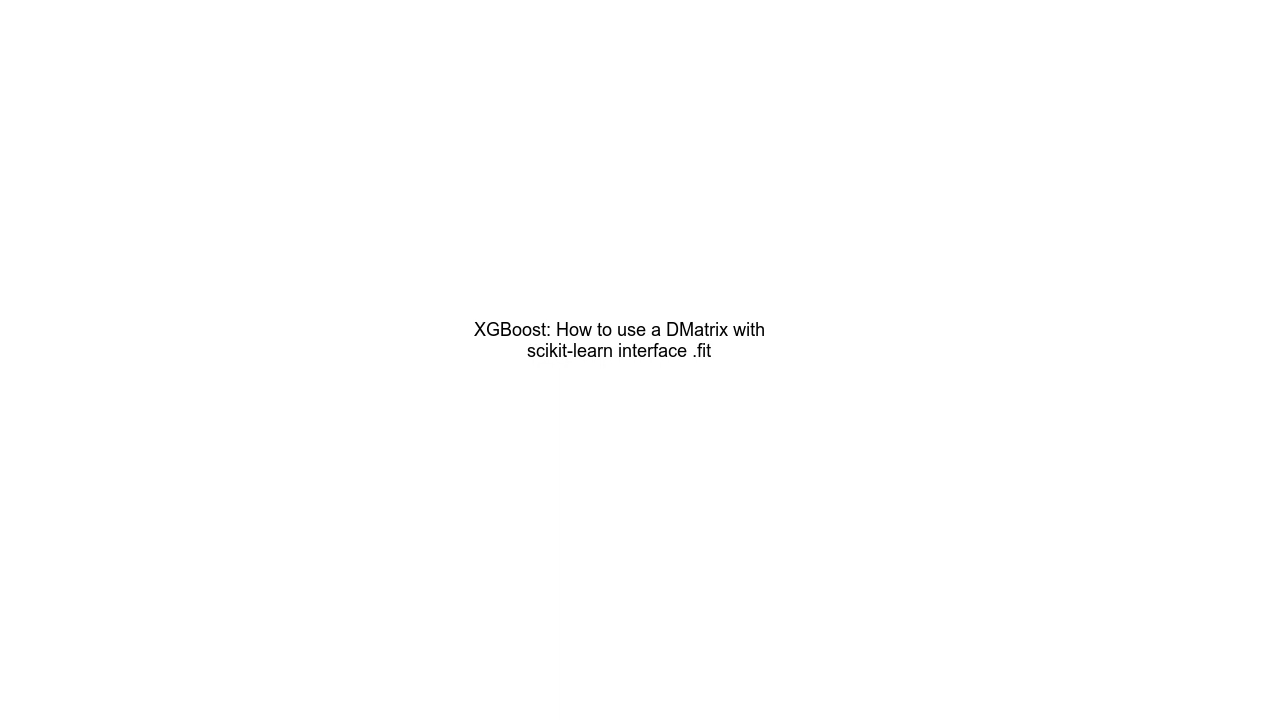 XGBoost: How to use a DMatrix with
scikit-learn interface .fit